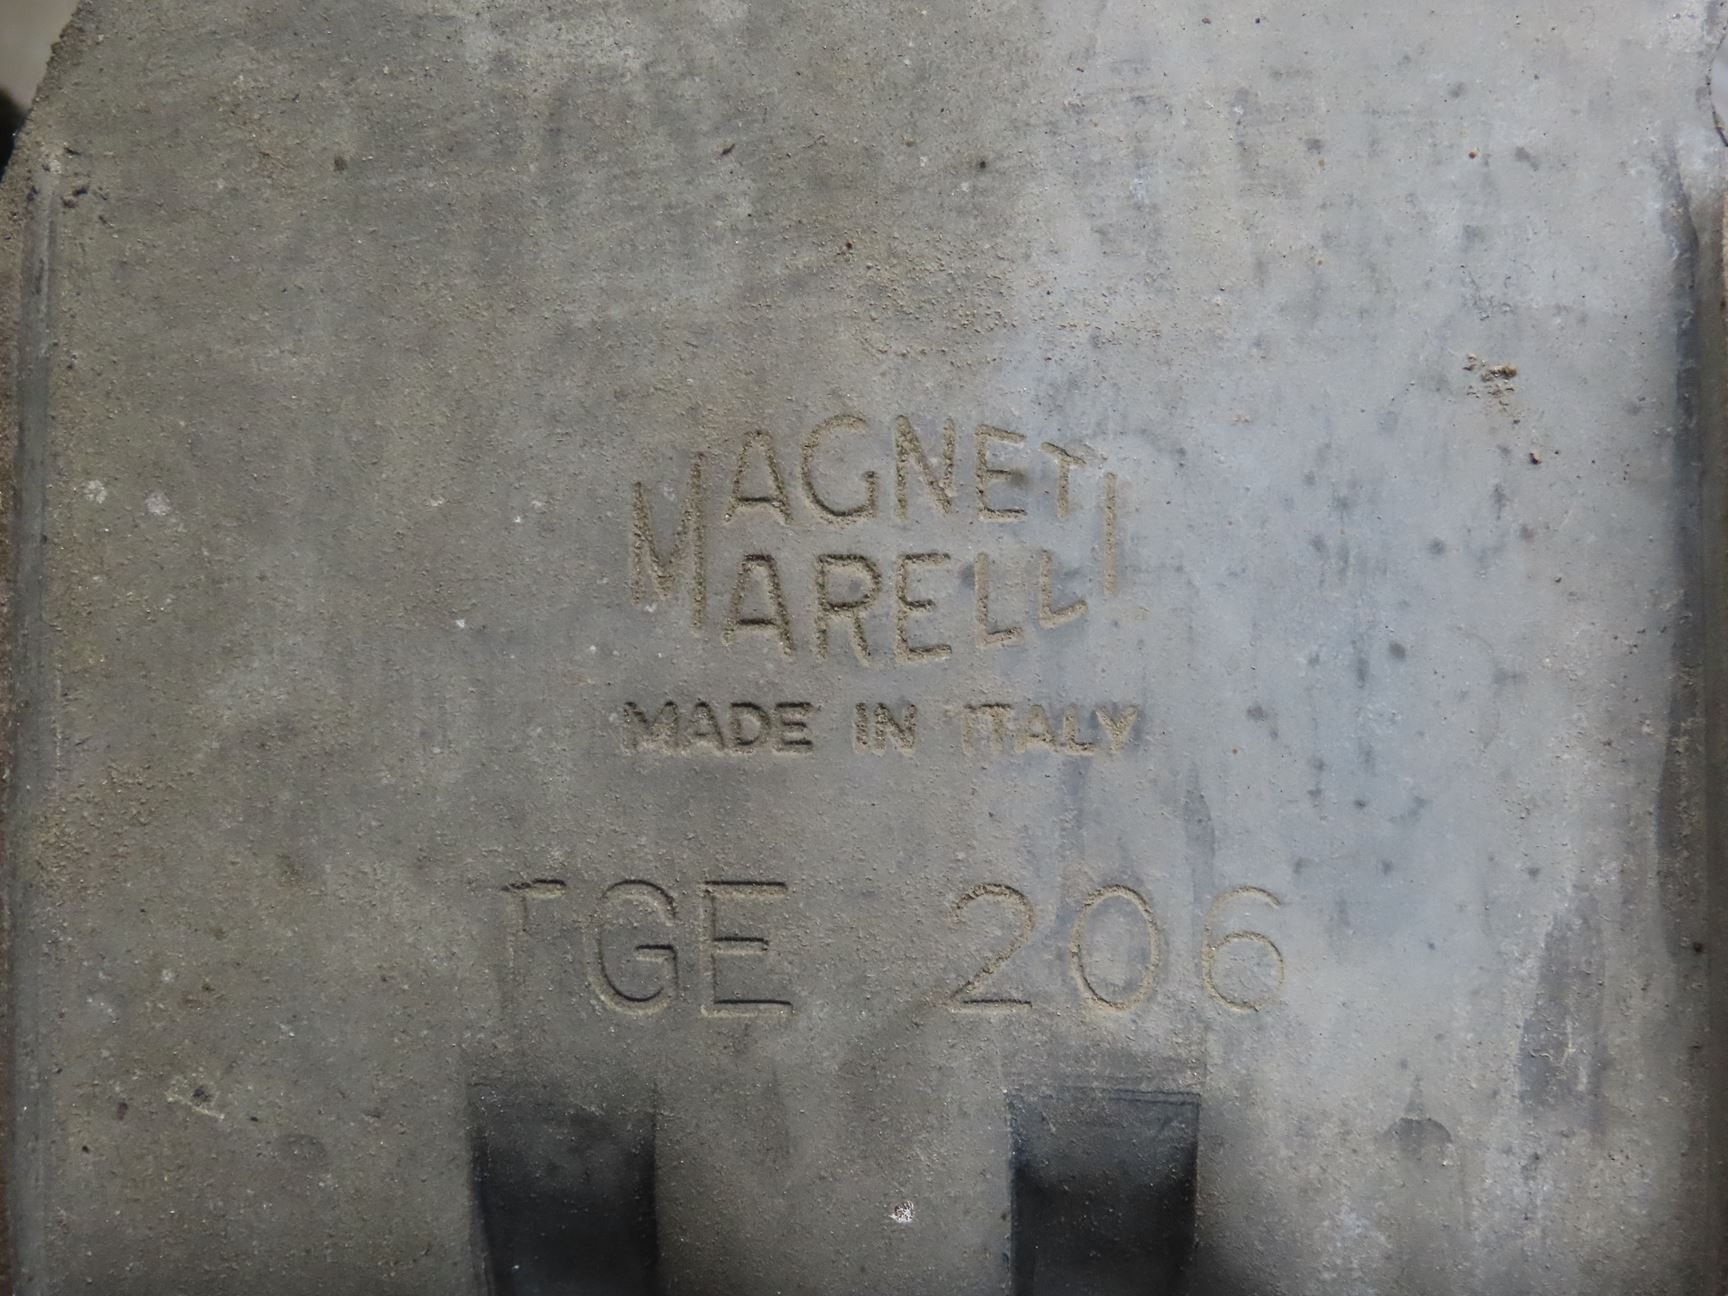 MAGNETI
MARELLI
MADE IN ITALY
TGE 206